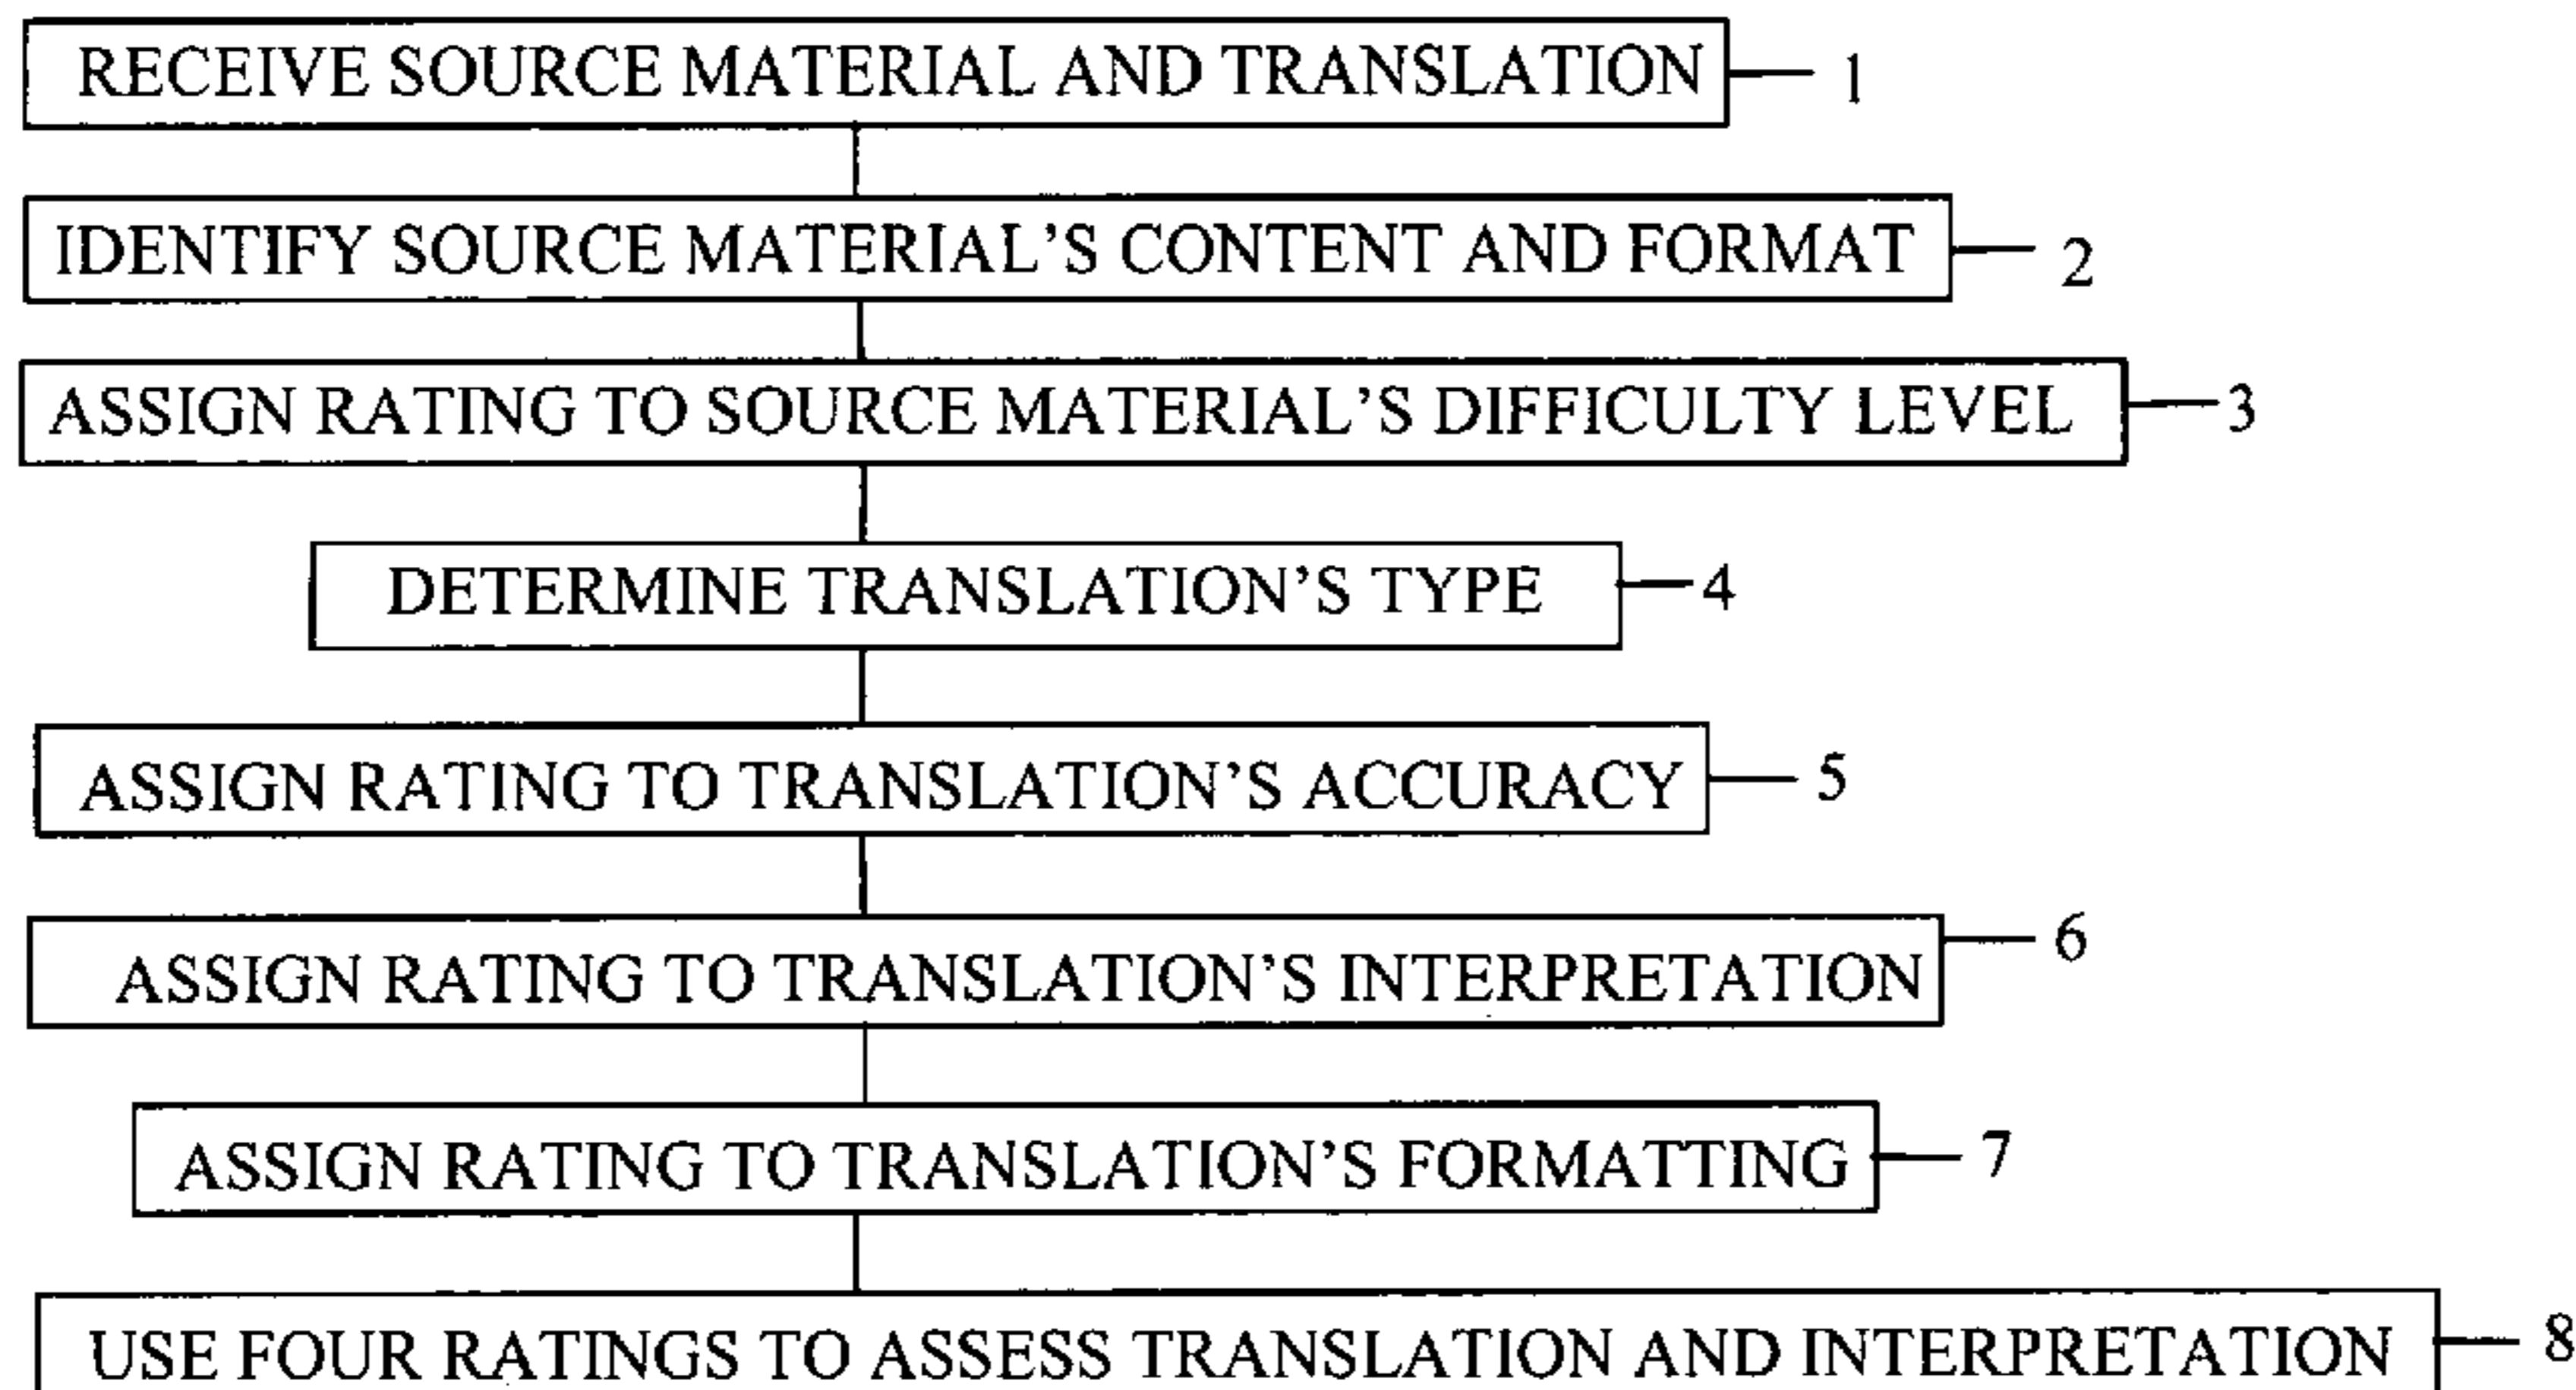 RECEIVE SOURCE MATERIAL AND TRANSLATION 1
IDENTIFY SOURCE MATERIAL’S CONTENT AND FORMAT 2
ASSIGN RATING TO SOURCE MATERIAL’S DIFFICULTY LEVEL 3
DETERMINE TRANSLATION’S TYPE 4
ASSIGN RATING TO TRANSLATION’S ACCURACY 5
ASSIGN RATING TO TRANSLATION’S INTERPRETATION 6
ASSIGN RATING TO TRANSLATION’S FORMATTING 7
USE FOUR RATINGS TO ASSESS TRANSLATION AND INTERPRETATION 8